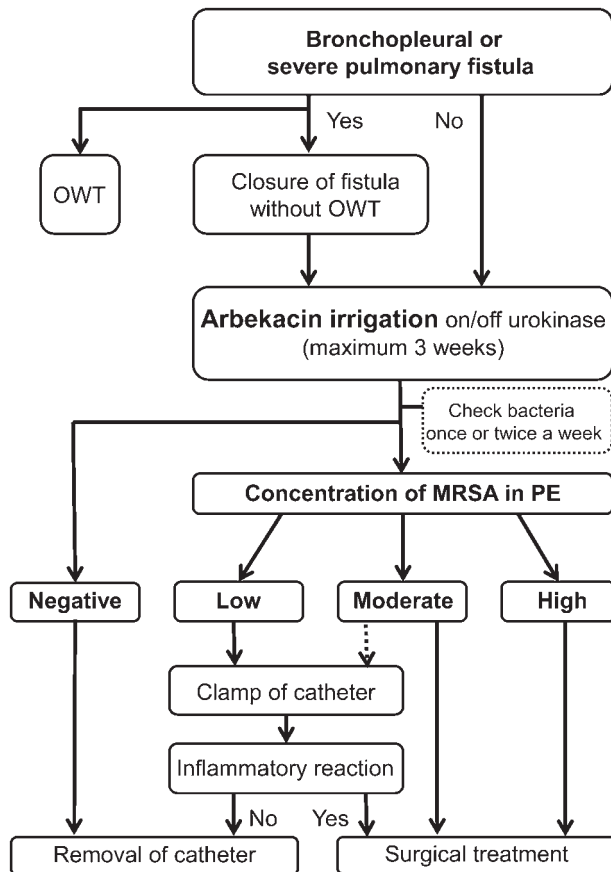 Bronchopleural or
severe pulmonary fistula
Yes
No
OWT
Closure of fistula
without OWT
Arbekacin irrigation on/off urokinase
(maximum 3 weeks)
Check bacteria
once or twice a week
Concentration of MRSA in PE
Negative
Low
Moderate
High
Clamp of catheter
Inflammatory reaction
No
Yes
Removal of catheter
Surgical treatment